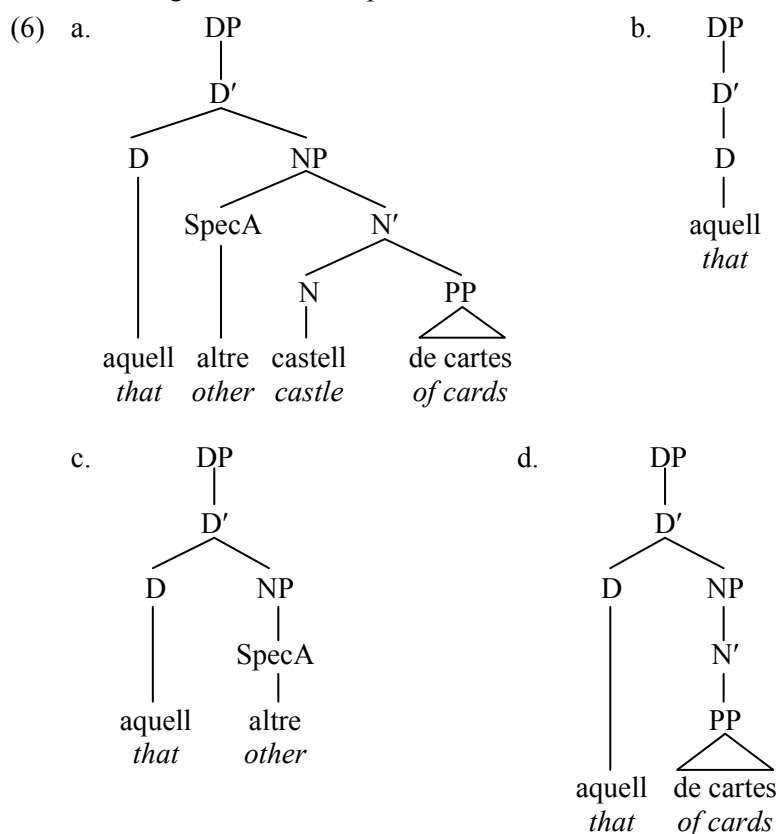 (6) a. DP b. DP
D′ D′
D NP D
SpecA N′ aquell
that
N PP
aquell altre castell de cartes
that other castle of cards
c. DP d. DP
D′ D′
D NP D NP
SpecA N′
aquell altre PP
that other
aquell de cartes
that of cards